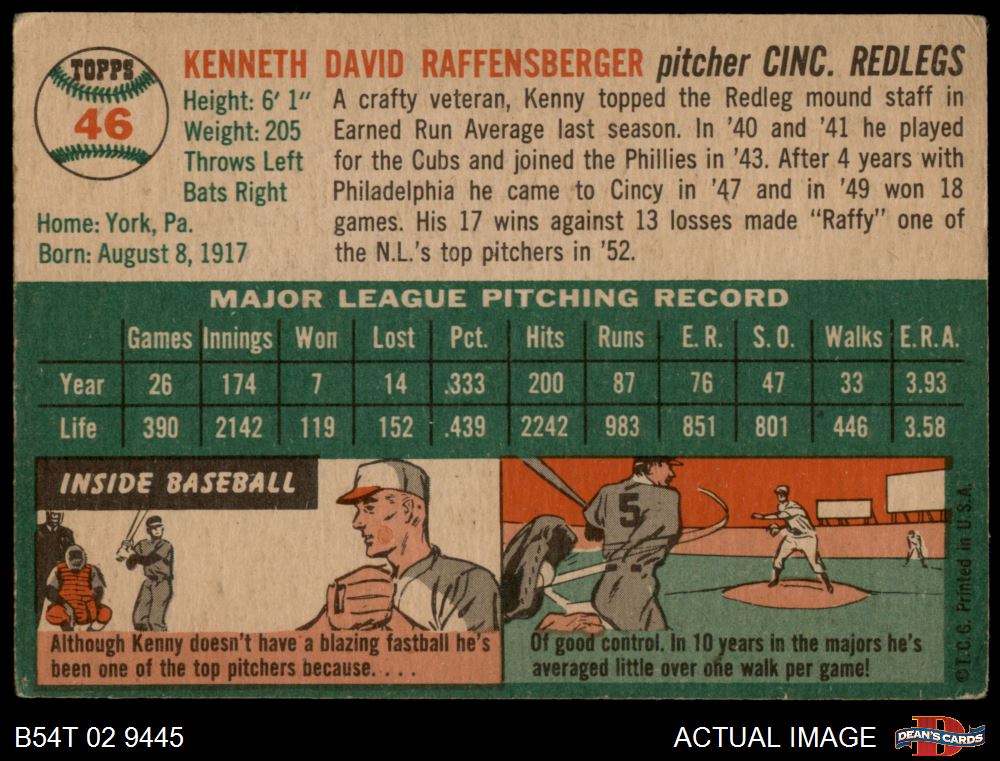 TOPPS
46
KENNETH DAVID RAFFENSBERGER pitcher CINC. REDLEGS
Height: 6' 1"
Weight: 205
Throws Left
Bats Right
Home: York, Pa.
Born: August 8, 1917
A crafty veteran, Kenny topped the Redleg mound staff in
Earned Run Average last season. In '40 and '41 he played
for the Cubs and joined the Phillies in '43. After 4 years with
Philadelphia he came to Cincy in '47 and in '49 won 18
games. His 17 wins against 13 losses made "Raffy" one of
the N.L.'s top pitchers in '52.
MAJOR LEAGUE PITCHING RECORD
Games Innings Won Lost Pct. Hits Runs E. R. S. O. Walks E.R.A.
Year 26 174 7 14 .333 200 87 76 47 33 3.93
Life 390 2142 119 152 .439 2242 983 851 801 446 3.58
INSIDE BASEBALL
5
Although Kenny doesn't have a blazing fastball he's
been one of the top pitchers because. . . .
Of good control. In 10 years in the majors he's
averaged little over one walk per game!
© T. C. G. Printed in U.S.A.
B54T 02 9445
ACTUAL IMAGE
D
DEAN'S CARDS